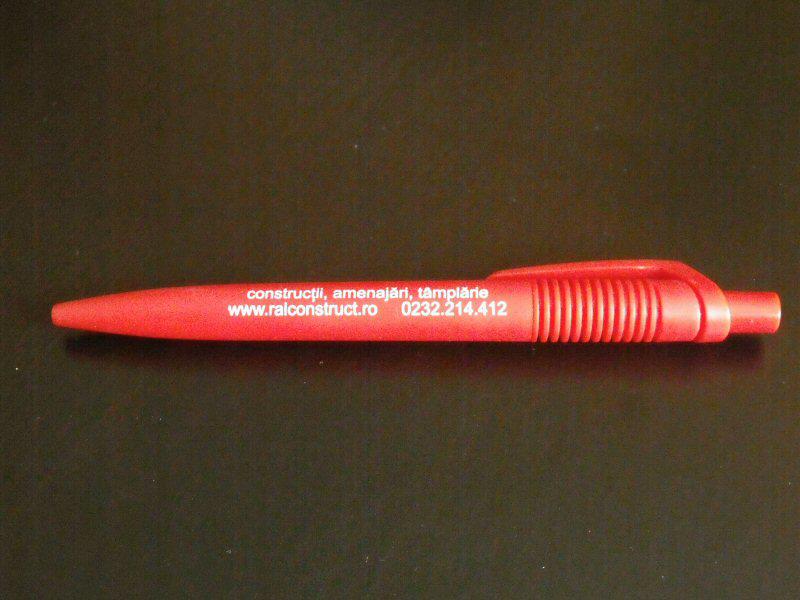 construcţii, amenajări, tâmplărie
www.ralconstruct.ro 0232.214.412